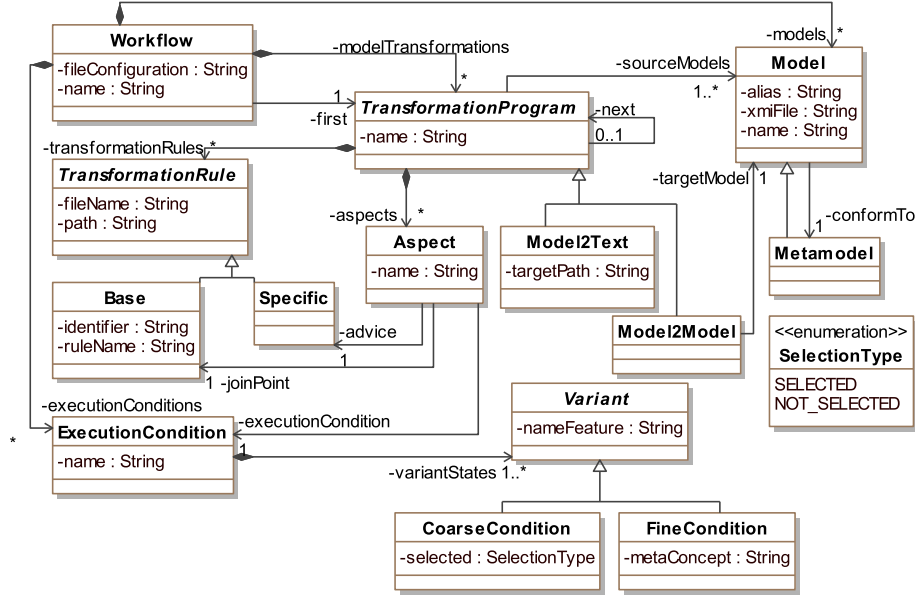 Workflow
-fileConfiguration : String
-name : String
-modelTransformations
*
-models
*
Model
-alias : String
-xmiFile : String
-name : String
-sourceModels
1..*
1
-first
TransformationProgram
-name : String
-next
0..1
-transformationRules
*
TransformationRule
-fileName : String
-path : String
-aspects
*
-targetModel
1
-conformTo
1
Aspect
-name : String
Model2Text
-targetPath : String
Metamodel
Base
-identifier : String
-ruleName : String
Specific
-advice
1
1
-joinPoint
Model2Model
<<enumeration>>
SelectionType
SELECTED
NOT_SELECTED
-executionConditions
*
-executionCondition
1
ExecutionCondition
-name : String
Variant
-nameFeature : String
-variantStates
1..*
CoarseCondition
-selected : SelectionType
FineCondition
-metaConcept : String